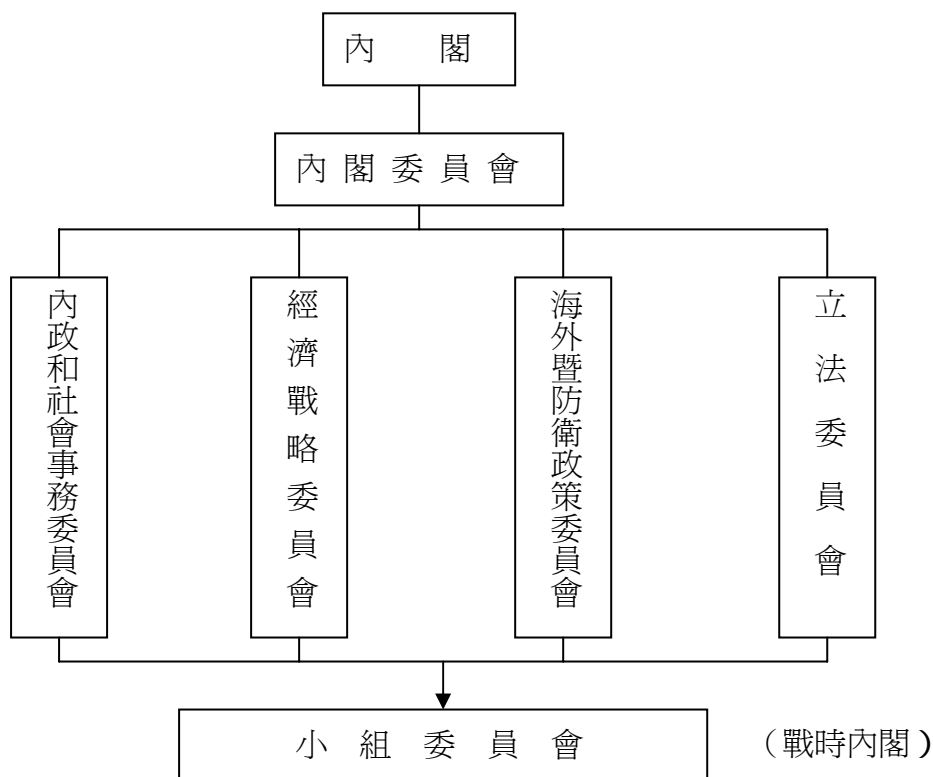 內閣
內閣委員會
內政和社會事務委員會
經濟戰略委員會
海外暨防衛政策委員會
立法委員會
小組委員會
（戰時內閣）